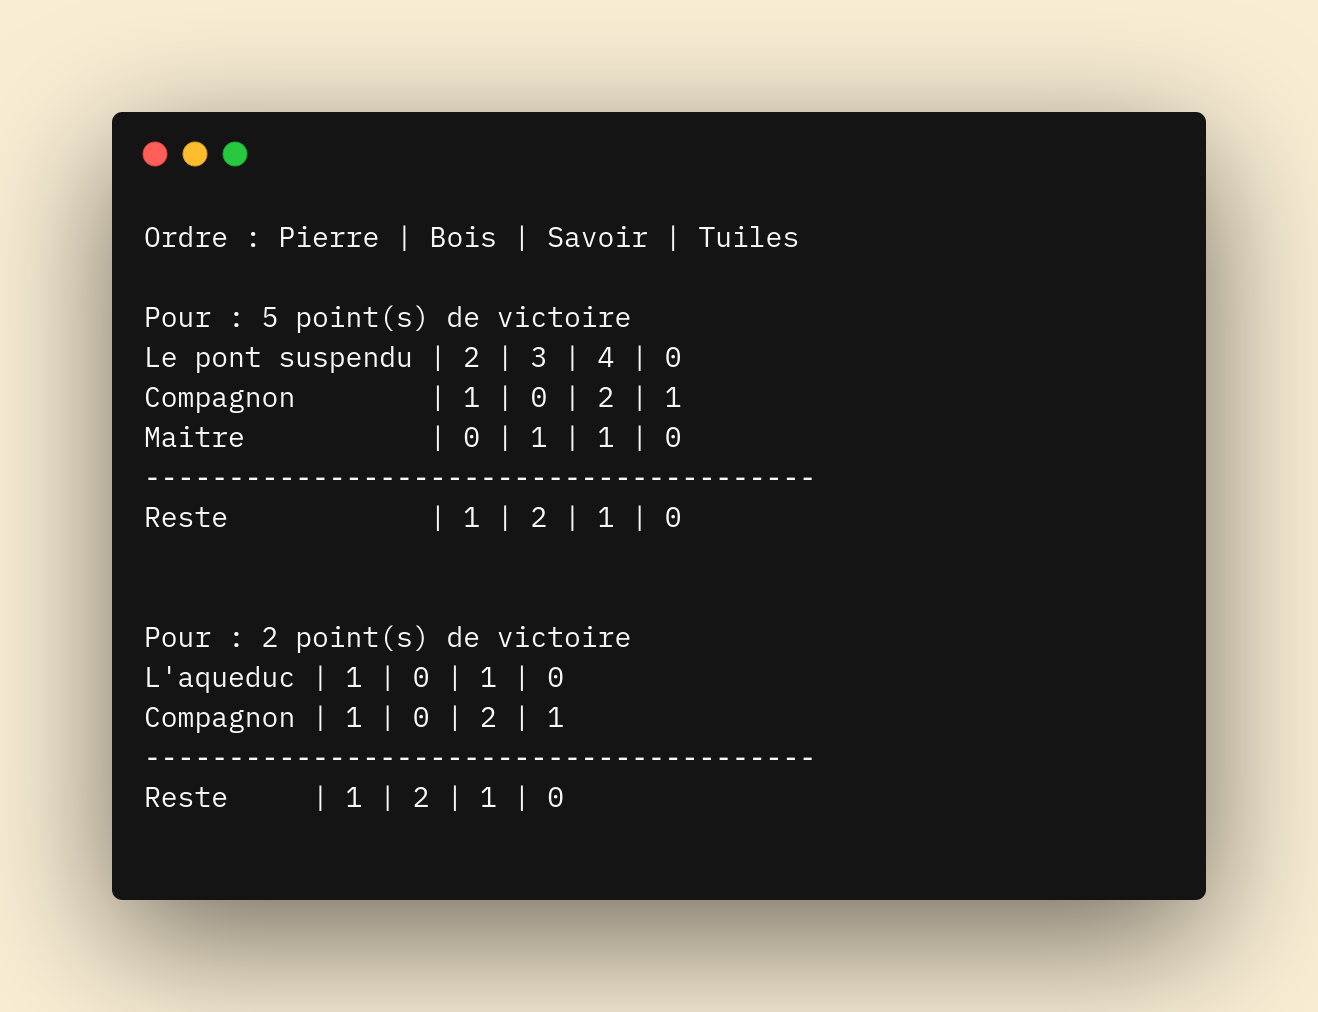 Ordre : Pierre | Bois | Savoir | Tuiles

Pour : 5 point(s) de victoire
Le pont suspendu | 2 | 3 | 4 | 0
Compagnon        | 1 | 0 | 2 | 1
Maitre           | 0 | 1 | 1 | 0
----------------------------------------
Reste            | 1 | 2 | 1 | 0

Pour : 2 point(s) de victoire
L'aqueduc | 1 | 0 | 1 | 0
Compagnon | 1 | 0 | 2 | 1
----------------------------------------
Reste     | 1 | 2 | 1 | 0